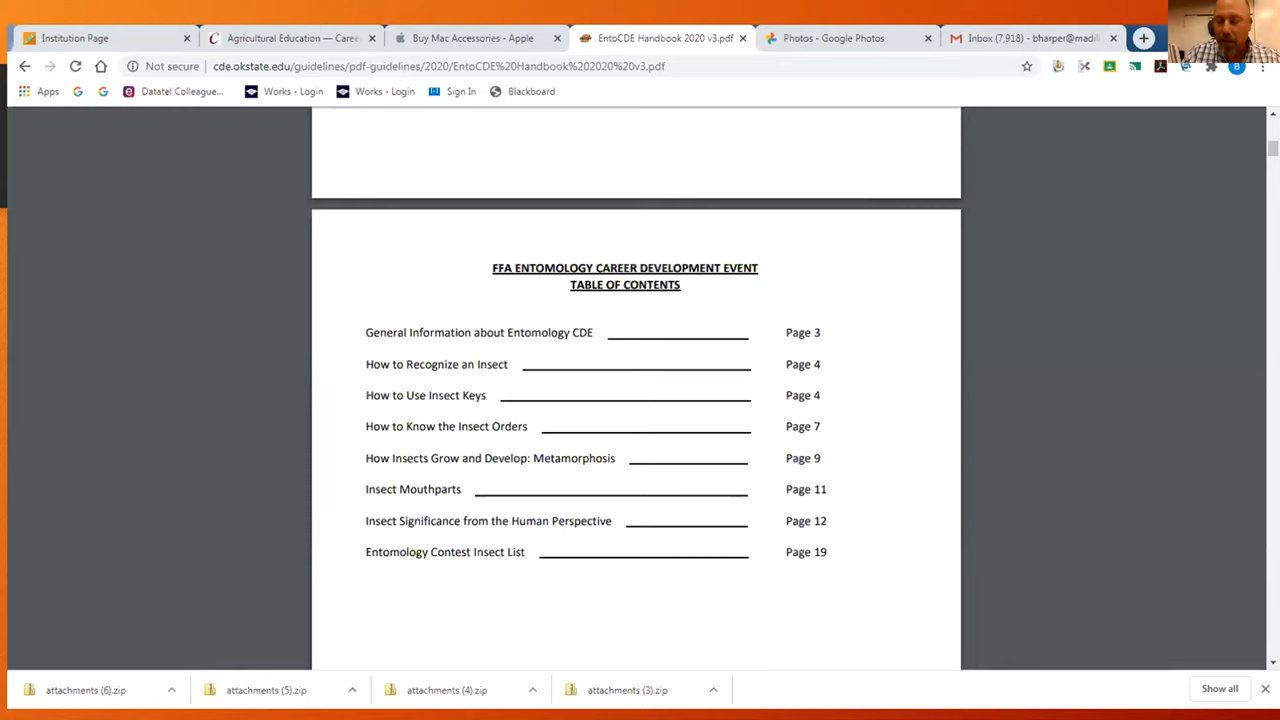 Institution Page
Agricultural Education — Caree
Buy Mac Accessories - Apple
EntoCDE Handbook 2020 v3.pdf
Photos - Google Photos
Inbox (7,918) - bharper@madil
Not secure
cde.okstate.edu/guidelines/pdf-guidelines/2020/EntoCDE%20Handbook%202020%20v3.pdf
B
Apps
Datatel Colleague...
Works - Login
Works - Login
Sign In
Blackboard
FFA ENTOMOLOGY CAREER DEVELOPMENT EVENT
TABLE OF CONTENTS
General Information about Entomology CDE Page 3
How to Recognize an Insect Page 4
How to Use Insect Keys Page 4
How to Know the Insect Orders Page 7
How Insects Grow and Develop: Metamorphosis Page 9
Insect Mouthparts Page 11
Insect Significance from the Human Perspective Page 12
Entomology Contest Insect List Page 19
attachments (6).zip
attachments (5).zip
attachments (4).zip
attachments (3).zip
Show all